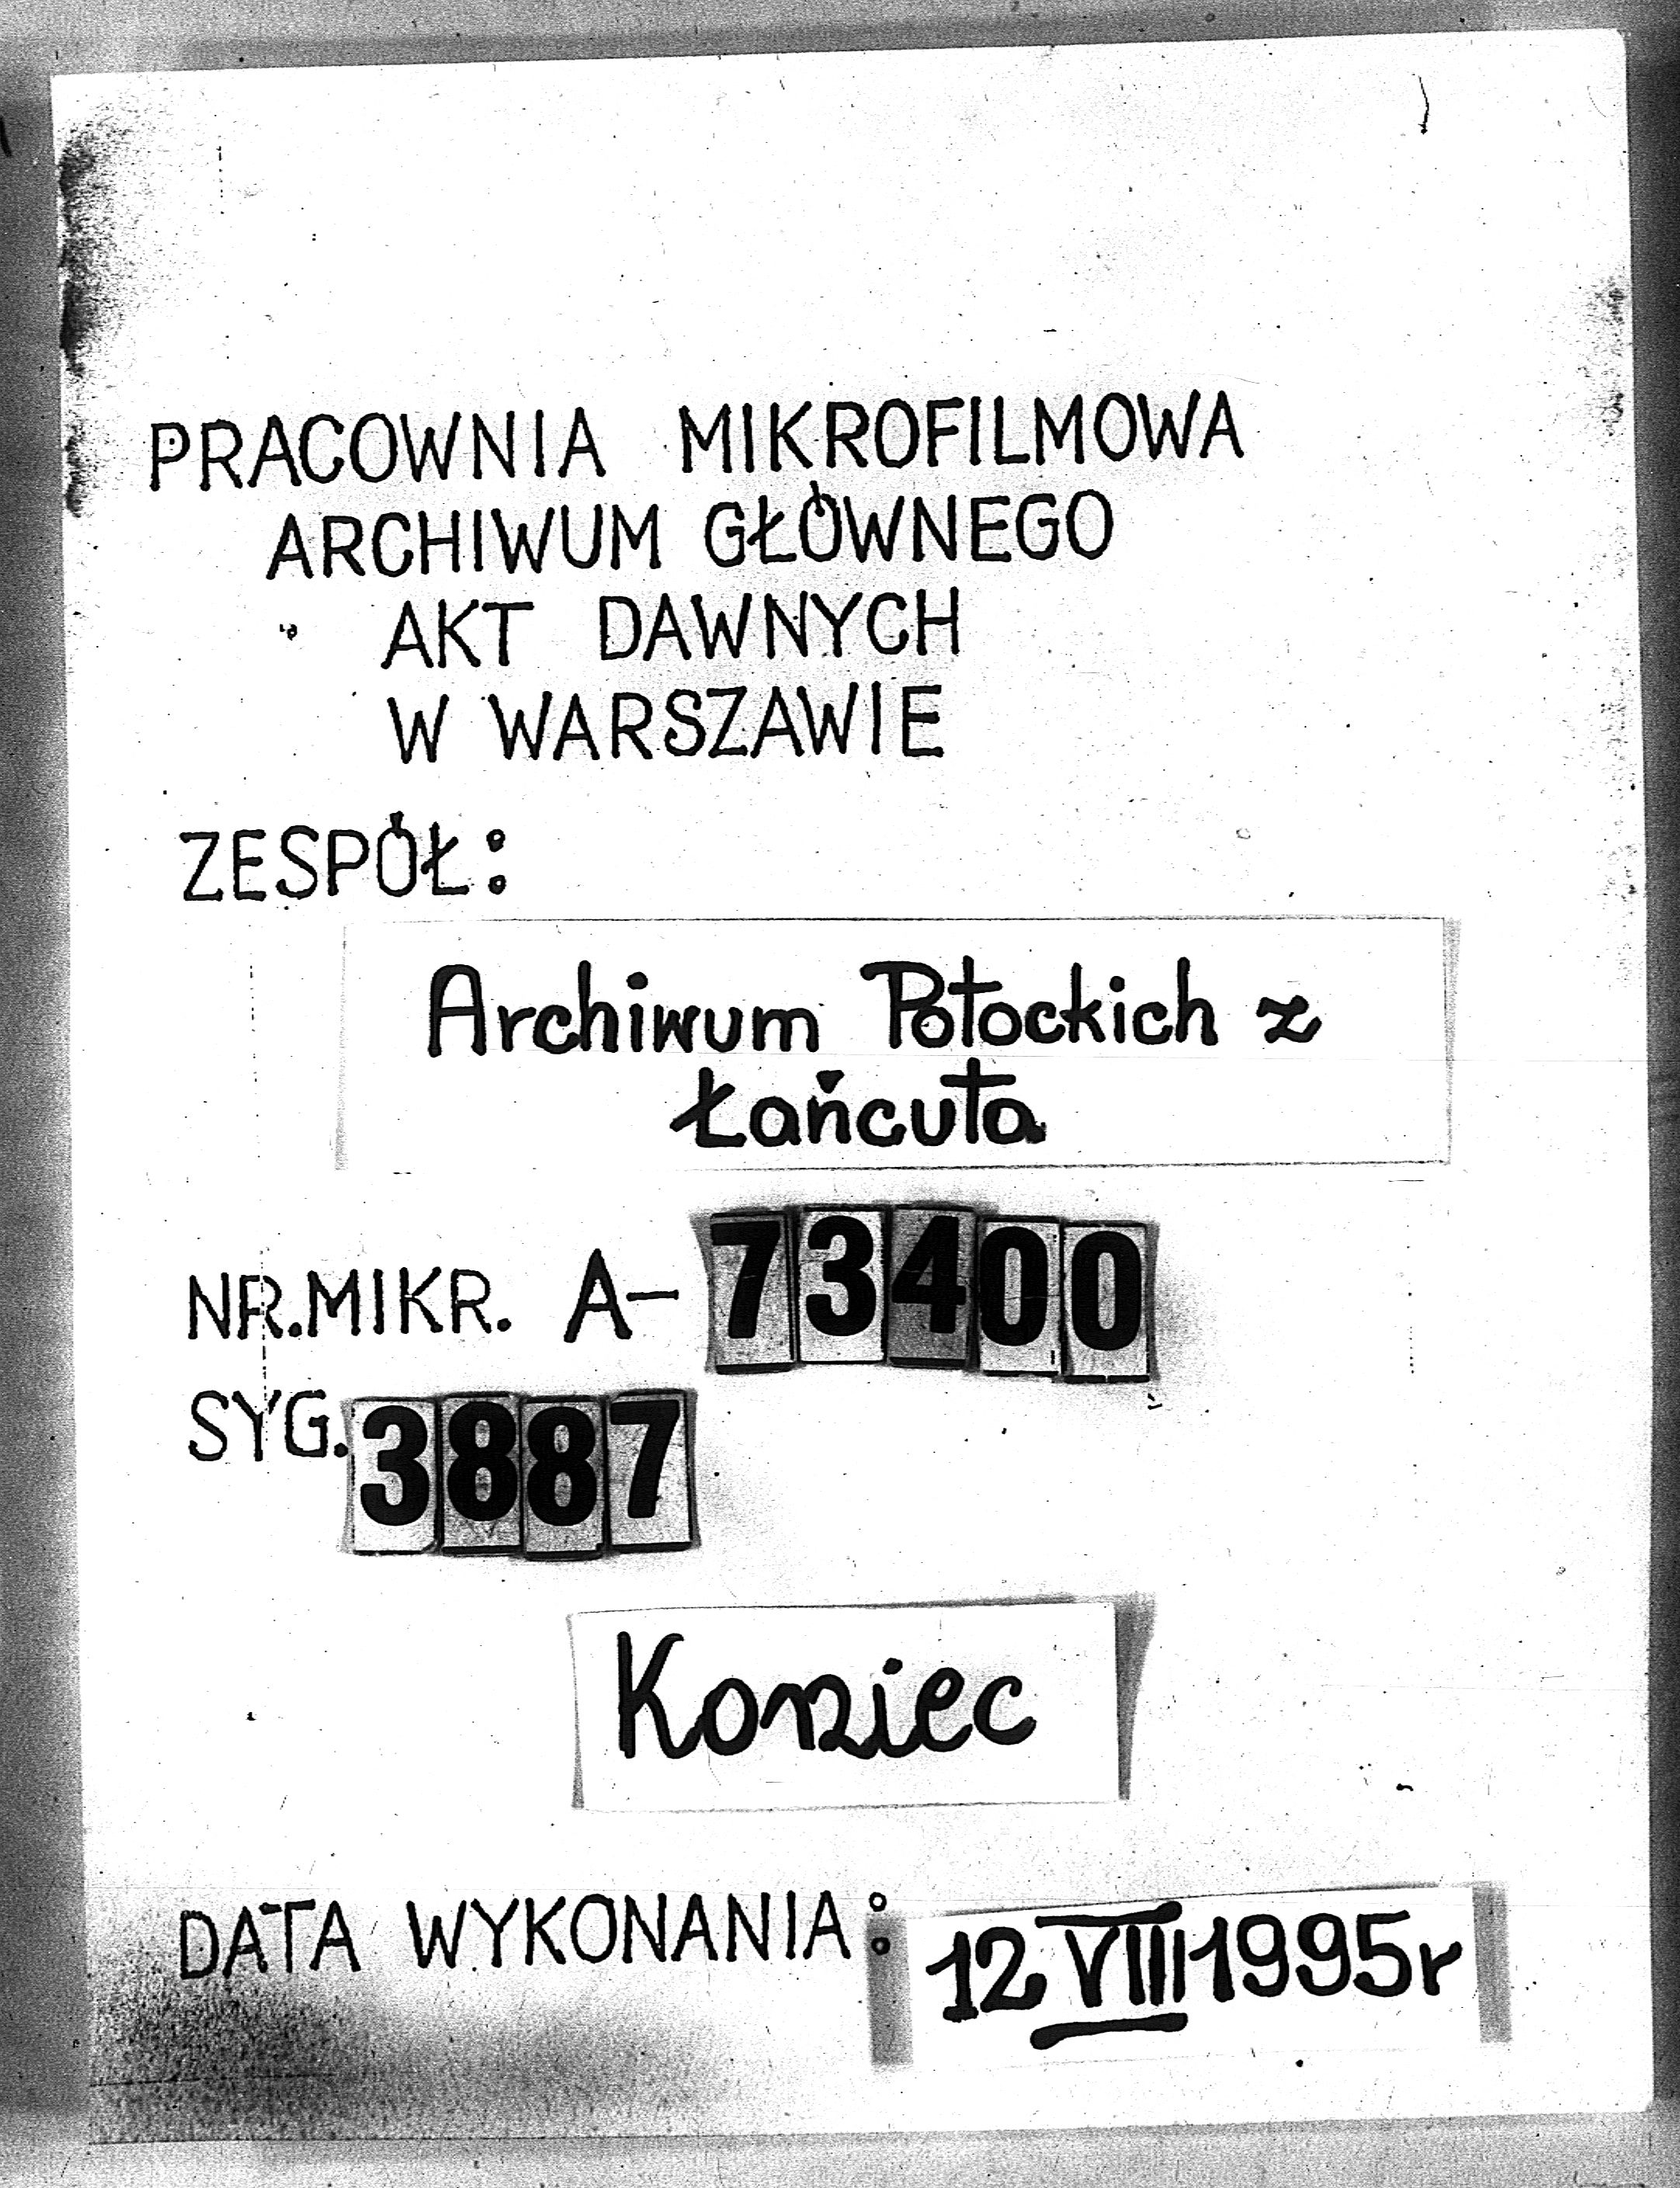 PRACOWNIA MIKROFILMOWA
ARCHIWUM GŁÓWNEGO
AKT DAWNYCH
W WARSZAWIE
ZESPÓŁ:
Archiwum Potockich z
Łańcuta
NR.MIKR. A-73400
SYG. 3887
Koniec
DATA WYKONANIA: 12 VIII 1995r